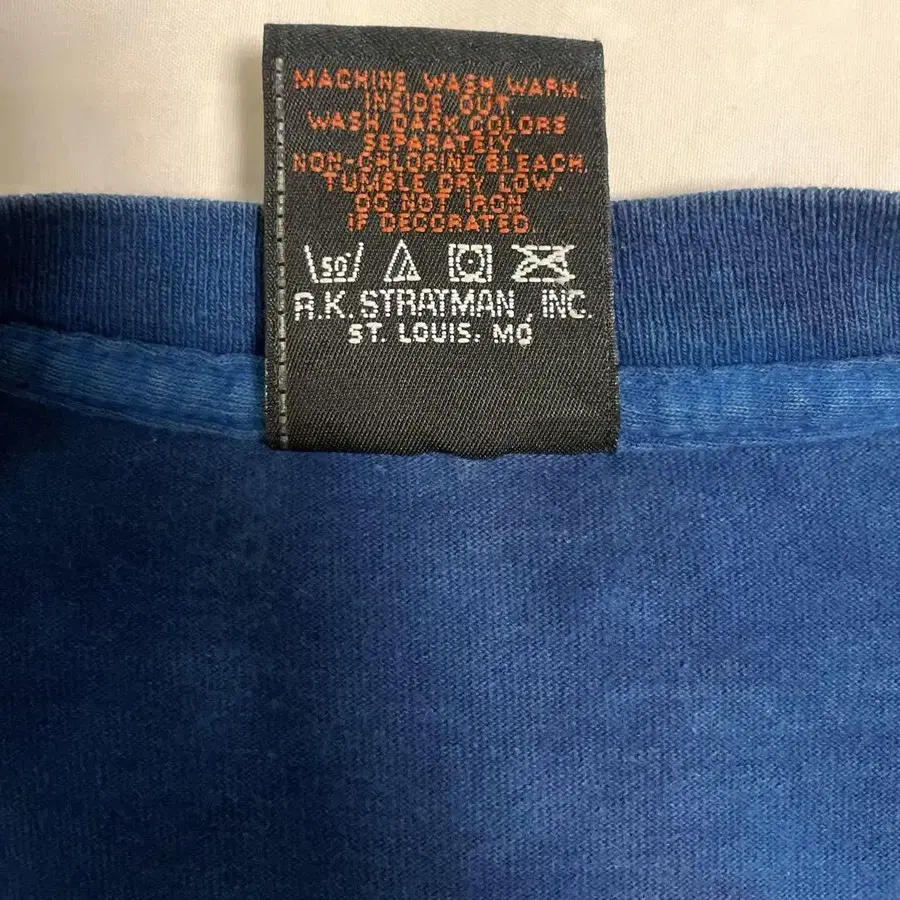 MACHINE WASH WARM.
INSIDE OUT
WASH DARK COLORS
SEPARATELY
NON-CHLORINE BLEACH
TUMBLE DRY LOW.
DO NOT IRON
IF DECORATED.
50°
R.K. STRATMAN, INC.
ST. LOUIS, MO